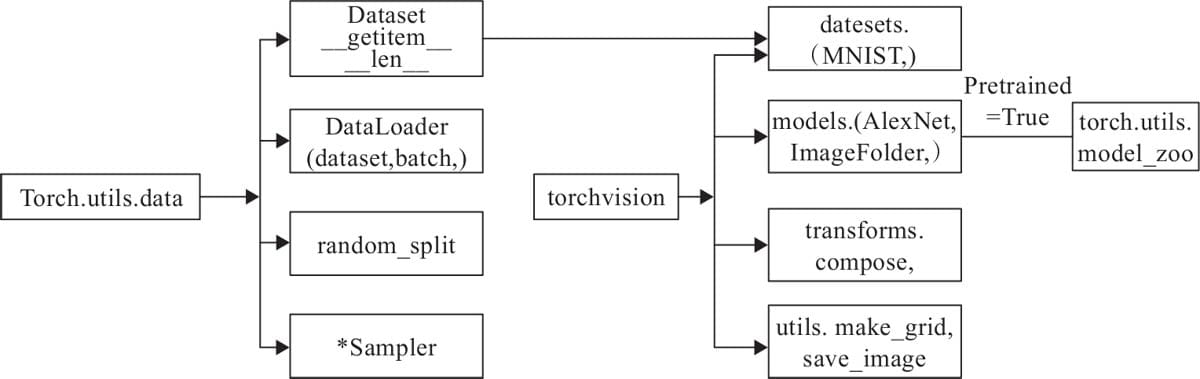 Torch.utils.data
Dataset
__getitem__
__len__
DataLoader
(dataset,batch,)
random_split
*Sampler
torchvision
datesets.
(MNIST,)
models.(AlexNet,
ImageFolder,)
Pretrained
=True
torch.utils.
model_zoo
transforms.
compose,
utils. make_grid,
save_image